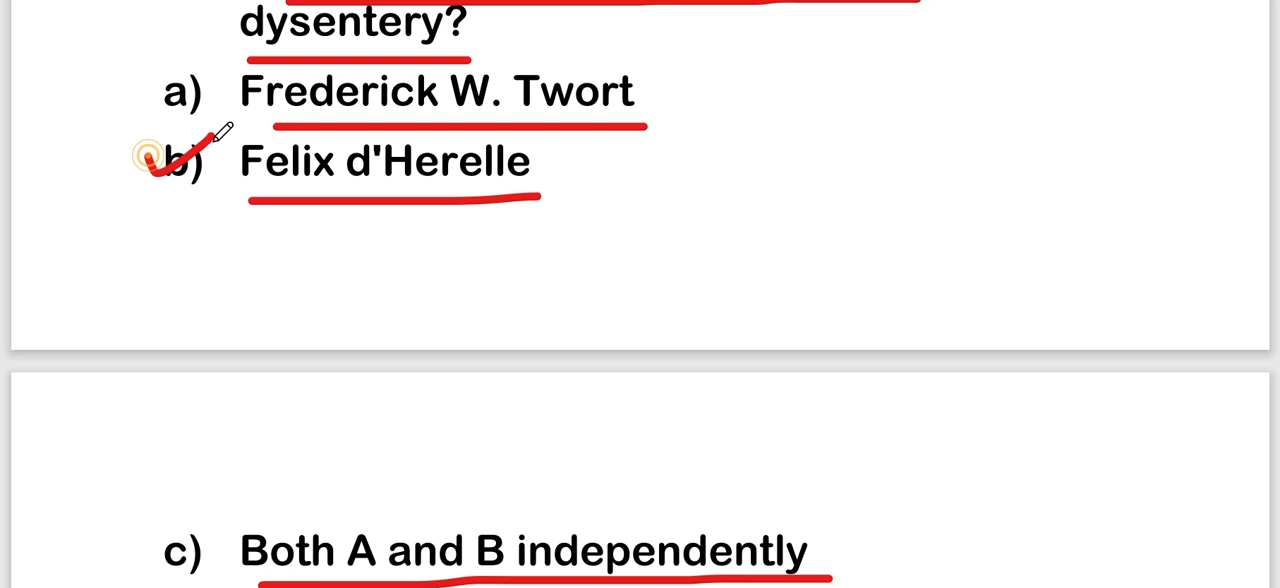 dysentery?
a) Frederick W. Twort
b) Felix d'Herelle
c) Both A and B independently